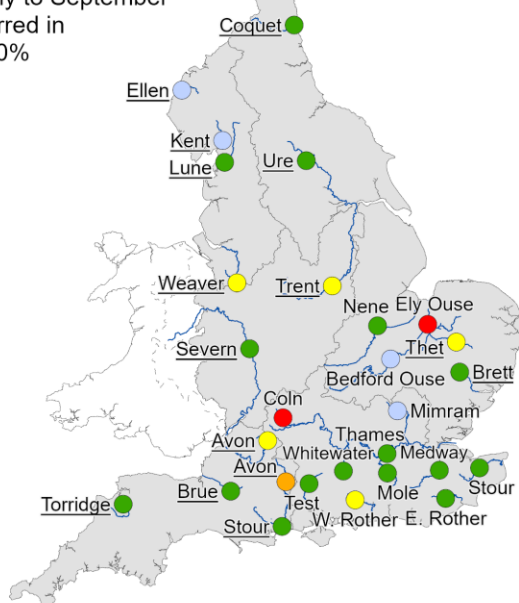 to September
rred in
0%
Coquet
Ellen
Kent
Lune
Ure
Weaver
Trent
Nene
Ely Ouse
Severn
Thet
Bedford Ouse
Brett
Coln
Mimram
Avon
Thames
Whitewater
Medway
Avon
Torridge
Brue
Test
Mole
Stour
W. Rother
E. Rother
Stour